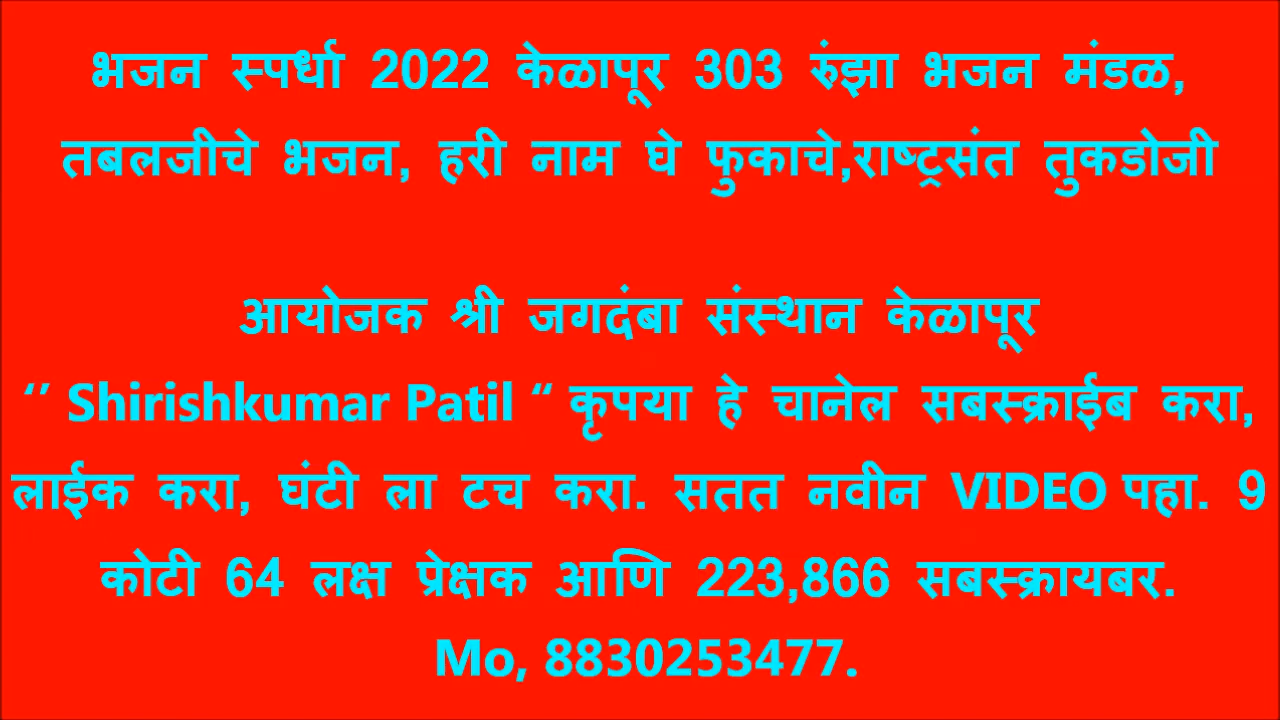 भजन स्पर्धा 2022 केळापूर 303 रुंझा भजन मंडळ,
तबलजीचे भजन, हरी नाम घे फुकाचे,राष्ट्रसंत तुकडोजी
आयोजक श्री जगदंबा संस्थान केळापूर
‘’ Shirishkumar Patil “ कृपया हे चानेल सबस्क्राईब करा,
लाईक करा, घंटी ला टच करा. सतत नवीन VIDEO पहा. 9
कोटी 64 लक्ष प्रेक्षक आणि 223,866 सबस्क्रायबर.
Mo, 8830253477.